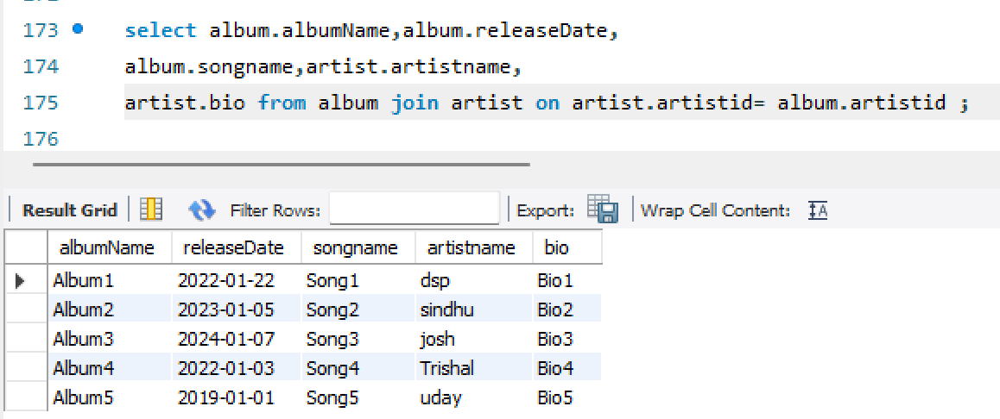 173 select album.albumName,album.releaseDate,
174 album.songname,artist.artistname,
175 artist.bio from album join artist on artist.artistid= album.artistid ;
176
Result Grid Filter Rows: Export: Wrap Cell Content: IA
albumName releaseDate songname artistname bio
Album1 2022-01-22 Song1 dsp Bio1
Album2 2023-01-05 Song2 sindhu Bio2
Album3 2024-01-07 Song3 josh Bio3
Album4 2022-01-03 Song4 Trishal Bio4
Album5 2019-01-01 Song5 uday Bio5